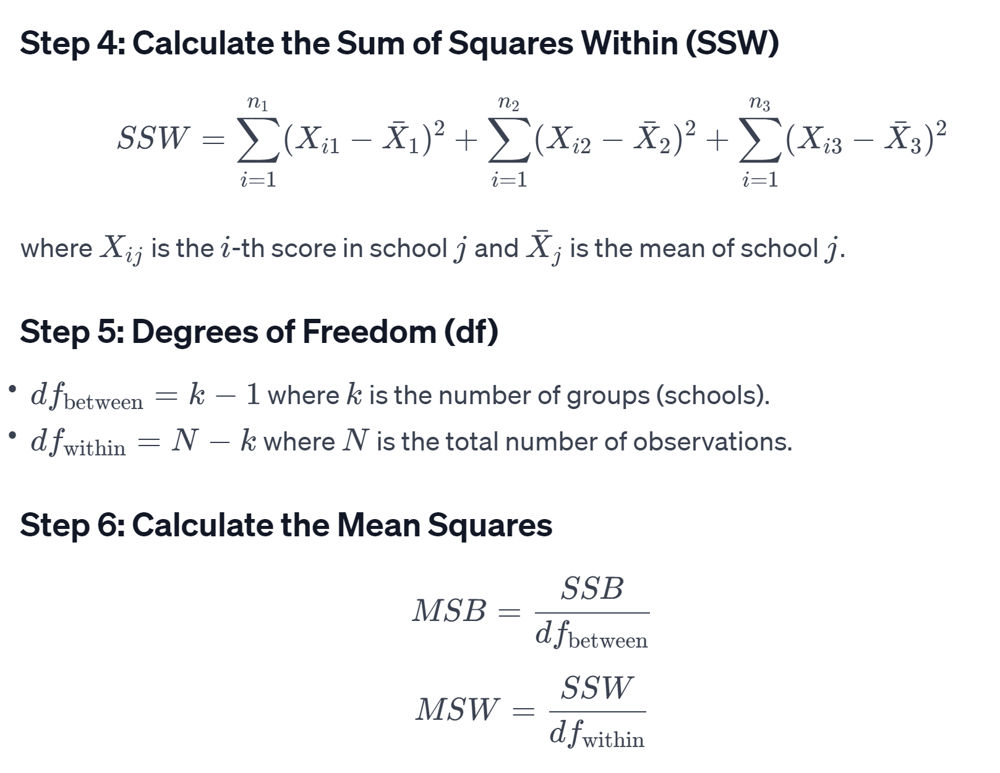 Step 4: Calculate the Sum of Squares Within (SSW)
$SSW = \sum_{i=1}^{n_1} (X_{i1} - \bar{X}_1)^2 + \sum_{i=1}^{n_2} (X_{i2} - \bar{X}_2)^2 + \sum_{i=1}^{n_3} (X_{i3} - \bar{X}_3)^2$
where $X_{ij}$ is the $i$-th score in school $j$ and $\bar{X}_j$ is the mean of school $j$.
Step 5: Degrees of Freedom (df)
• $df_{\text{between}} = k - 1$ where $k$ is the number of groups (schools).
• $df_{\text{within}} = N - k$ where $N$ is the total number of observations.
Step 6: Calculate the Mean Squares
$MSB = \frac{SSB}{df_{\text{between}}}$
$MSW = \frac{SSW}{df_{\text{within}}}$